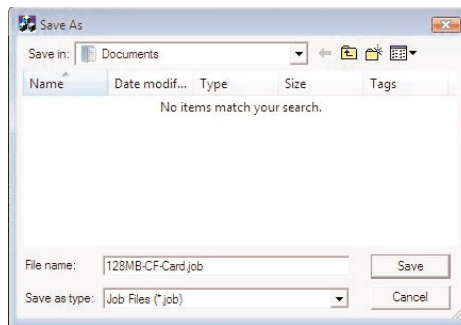 Save As
Save in: Documents
Name Date modif... Type Size Tags
No items match your search.
File name: 128MB-CF-Card.job Save
Save as type: Job Files (*.job) Cancel